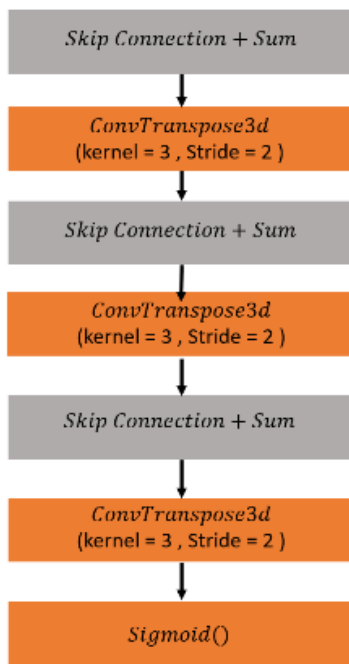 Skip Connection + Sum
ConvTranspose3d
(kernel = 3 , Stride = 2 )
Skip Connection + Sum
ConvTranspose3d
(kernel = 3 , Stride = 2 )
Skip Connection + Sum
ConvTranspose3d
(kernel = 3 , Stride = 2 )
Sigmoid()